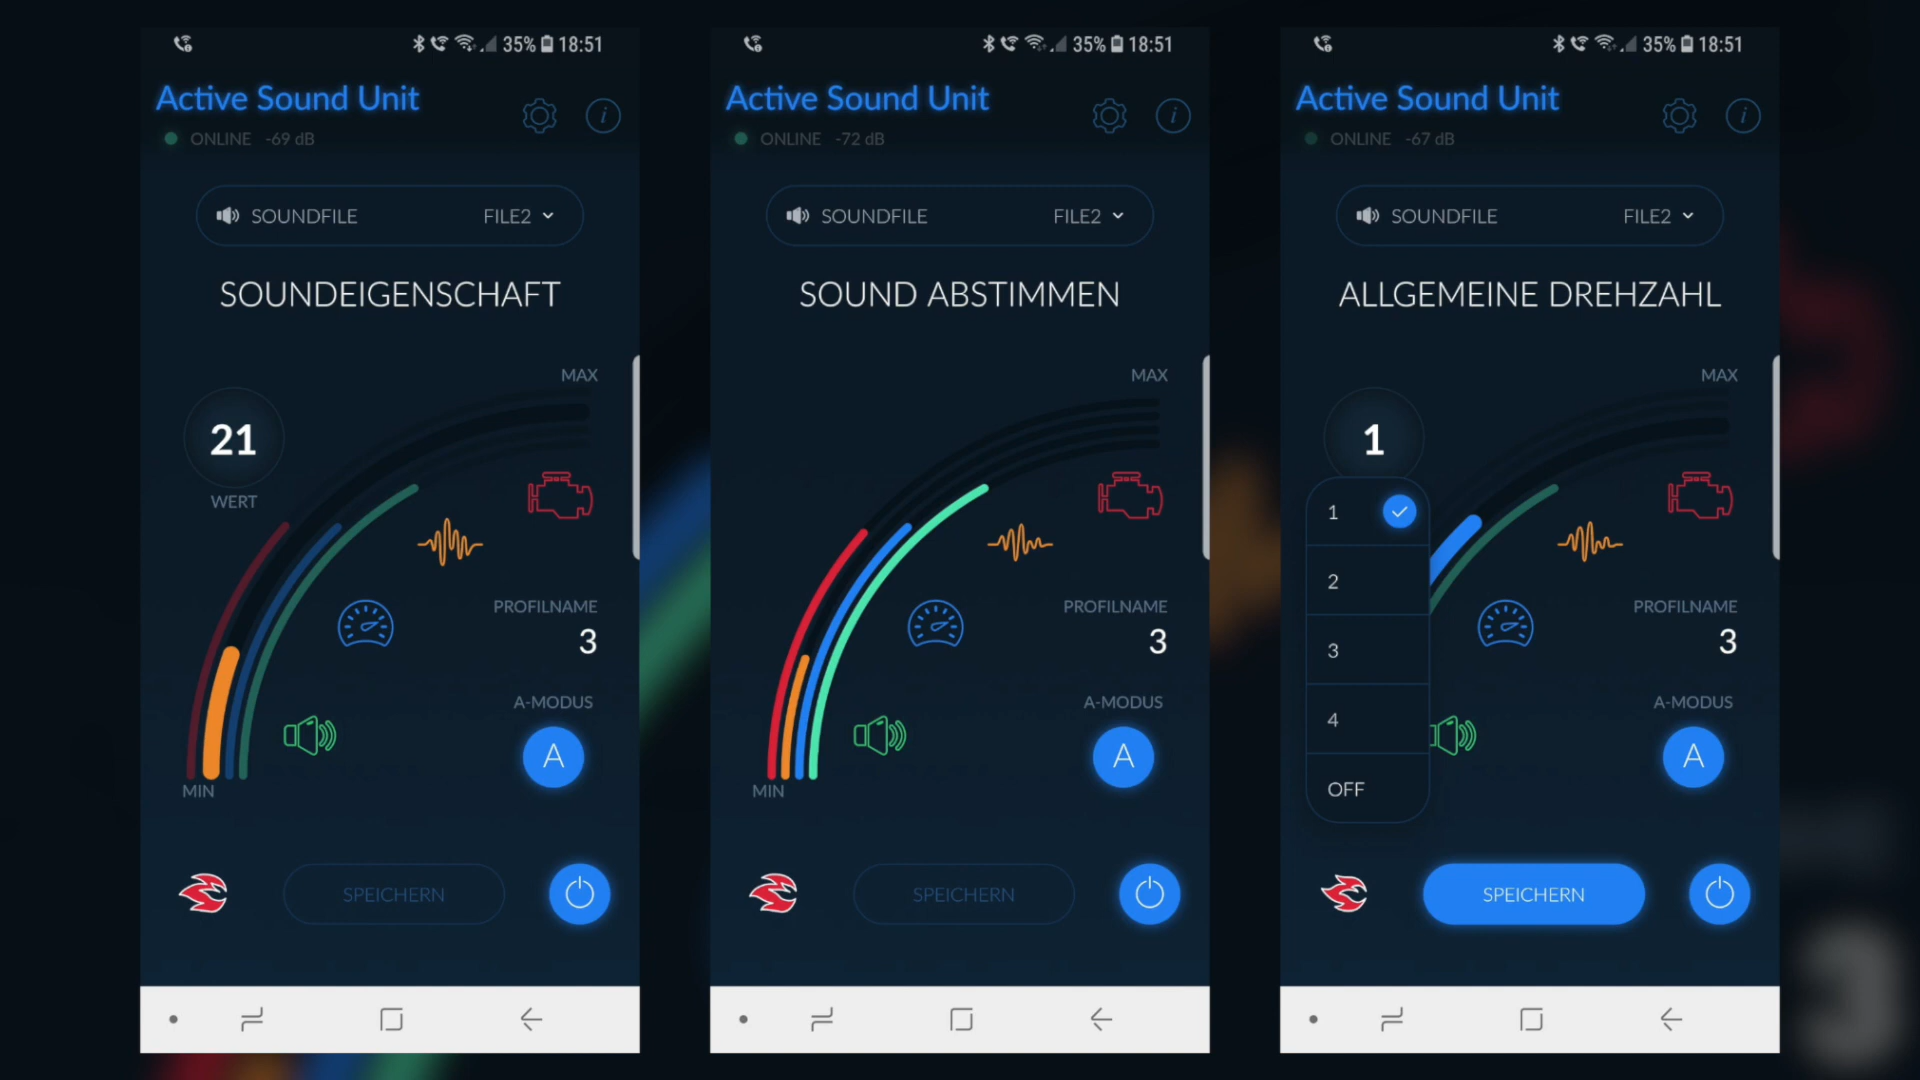 35% 18:51
Active Sound Unit
ONLINE -69 dB
SOUNDFILE FILE2
SOUNDEIGENSCHAFT
MAX
21
WERT
PROFILNAME
3
A-MODUS
A
MIN
SPEICHERN
35% 18:51
Active Sound Unit
ONLINE -72 dB
SOUNDFILE FILE2
SOUND ABSTIMMEN
MAX
PROFILNAME
3
A-MODUS
A
MIN
SPEICHERN
35% 18:51
Active Sound Unit
ONLINE -67 dB
SOUNDFILE FILE2
ALLGEMEINE DREHZAHL
MAX
1
1
2
3
4
OFF
PROFILNAME
3
A-MODUS
A
SPEICHERN
3